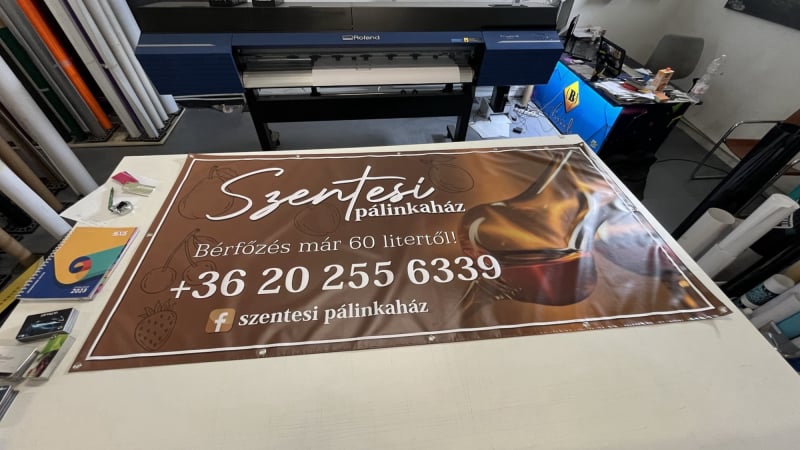 Roland
Szentesi
pálinkaház
Bérfőzés már 60 litertől!
+36 20 255 6339
f szentesi pálinkaház
B